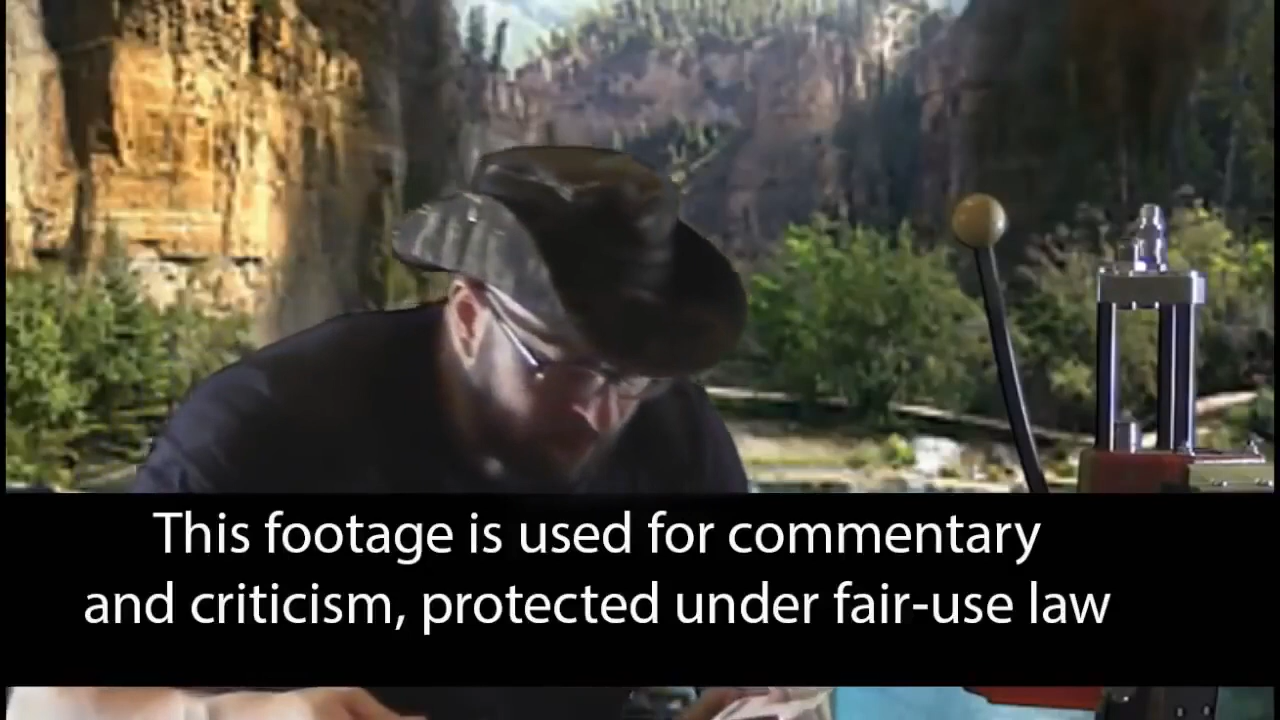 This footage is used for commentary
and criticism, protected under fair-use law